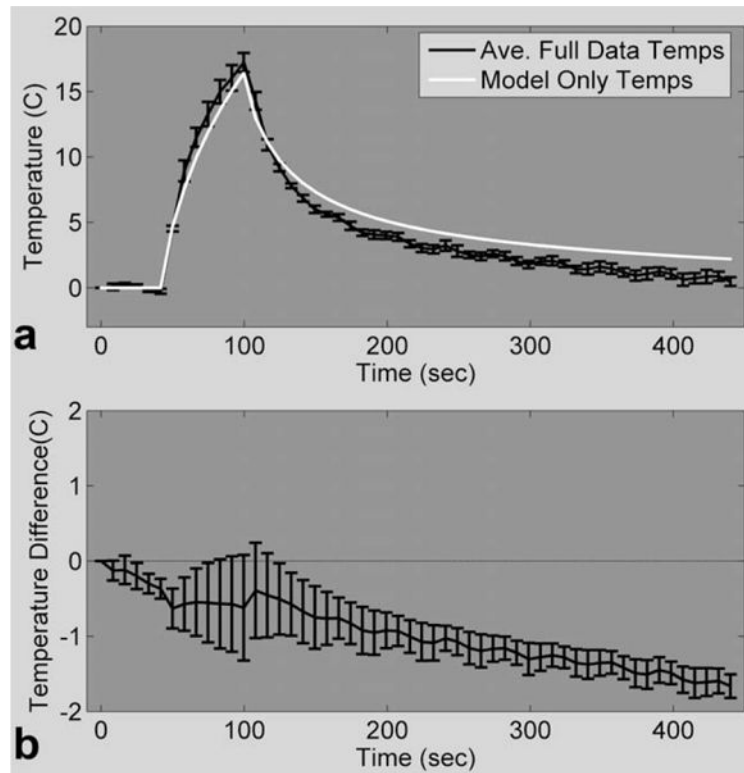 20
15
10
5
0
Temperature (C)
Ave. Full Data Temps
Model Only Temps
a
0 100 200 300 400
Time (sec)
2
1
0
-1
-2
Temperature Difference(C)
b
0 100 200 300 400
Time (sec)